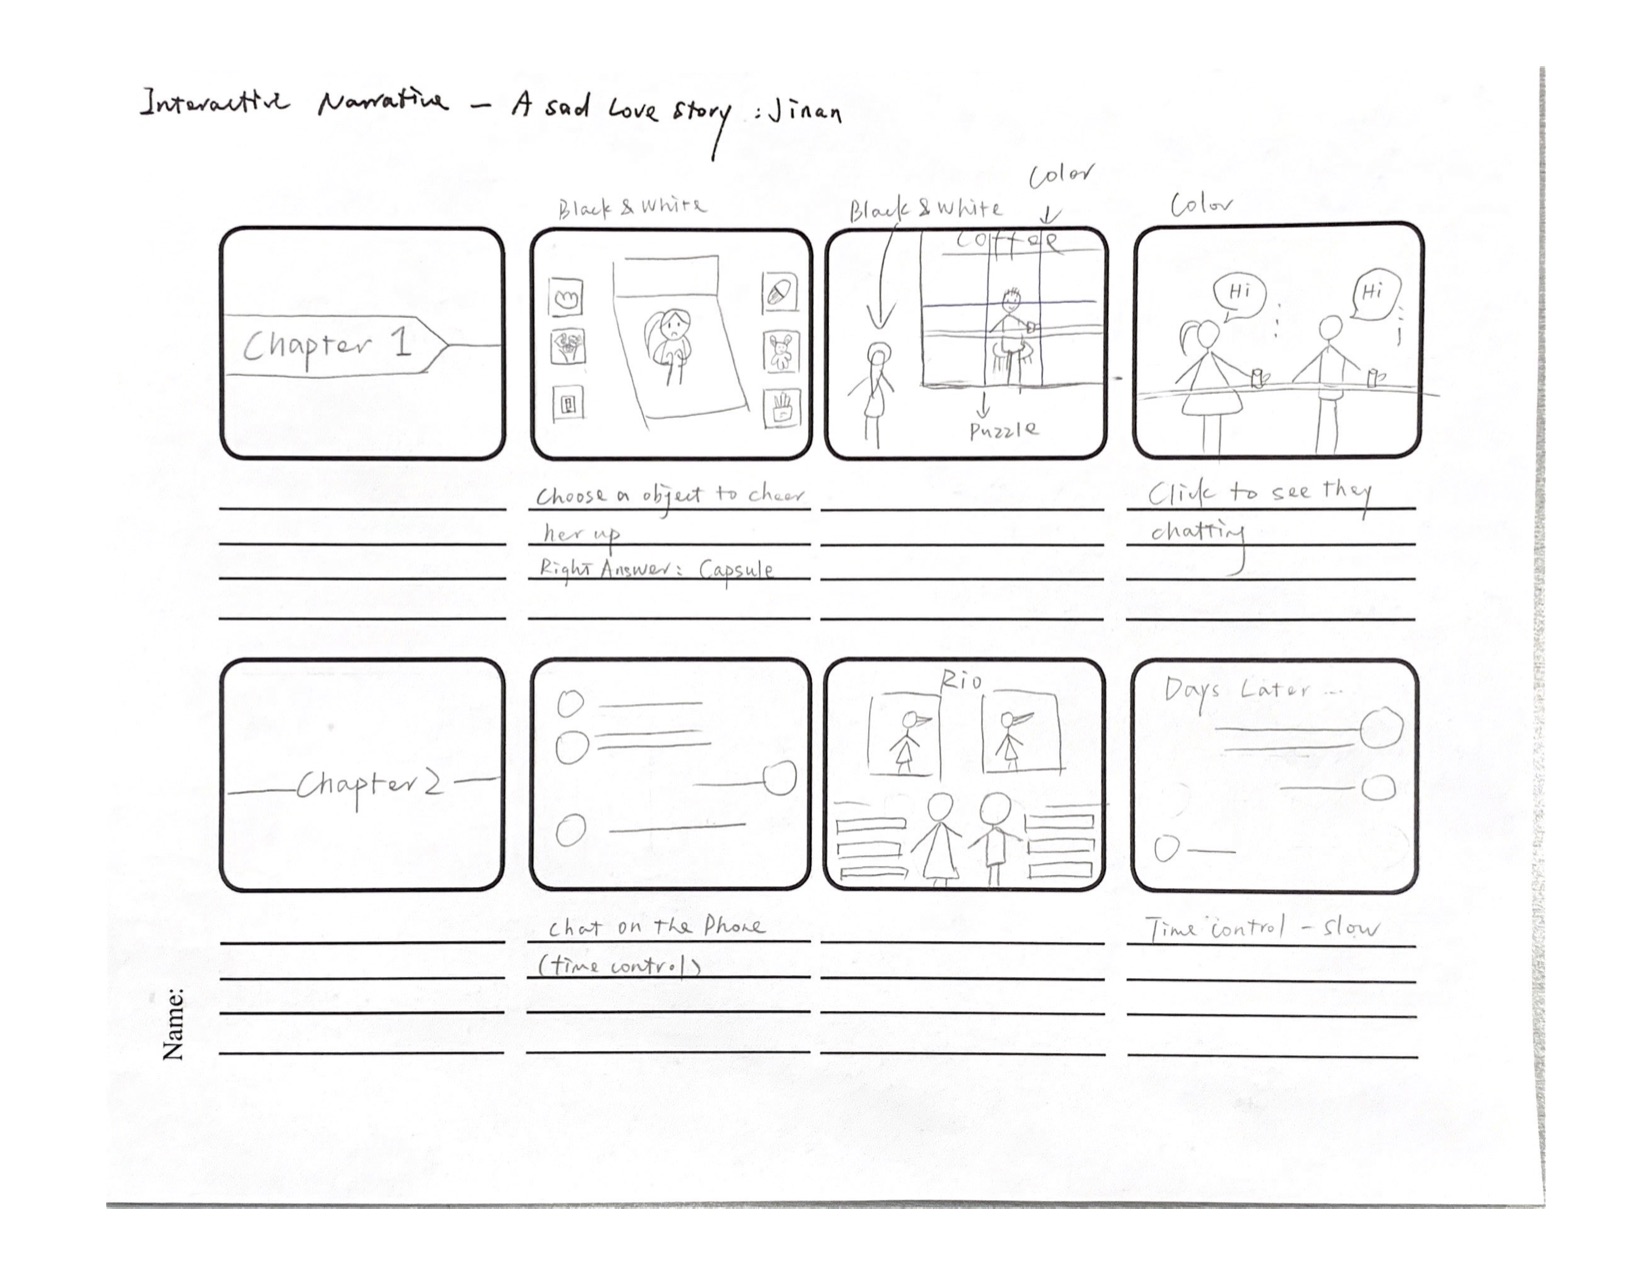 Interactive Narrative - A sad Love story : Jinan
Black & White
Black & White
Color
Color
Chapter 1
Coffee
Puzzle
Hi
Hi
Choose a object to cheer
her up
Right Answer: Capsule
Click to see they
chatting
Chapter 2
Rio
Days Later ...
Chat on the Phone
(time control)
Time control - slow
Name: